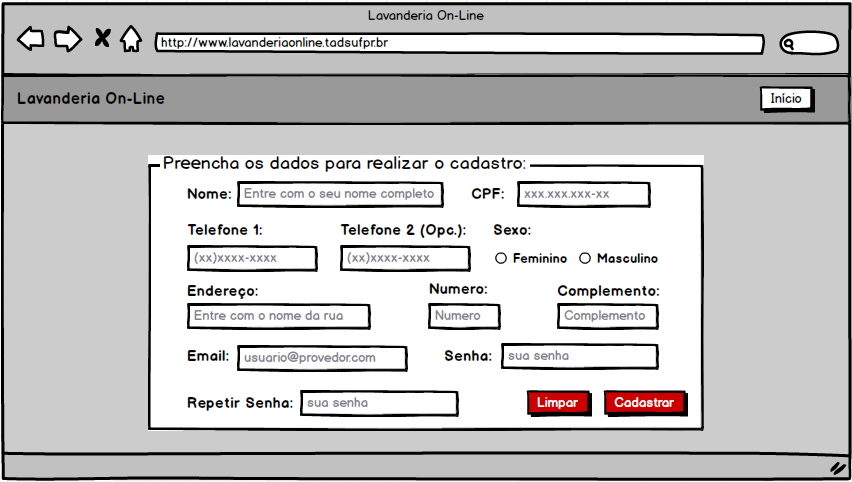 Lavanderia On-Line
http://www.lavanderiaonline.tadsufpr.br
Lavanderia On-Line
Início
Preencha os dados para realizar o cadastro:
Nome: Entre com o seu nome completo CPF: xxx.xxx.xxx-xx
Telefone 1: Telefone 2 (Opc.): Sexo:
(xx)xxxx-xxxx (xx)xxxx-xxxx Feminino Masculino
Endereço: Numero: Complemento:
Entre com o nome da rua Numero Complemento
Email: usuario@provedor.com Senha: sua senha
Repetir Senha: sua senha Limpar Cadastrar